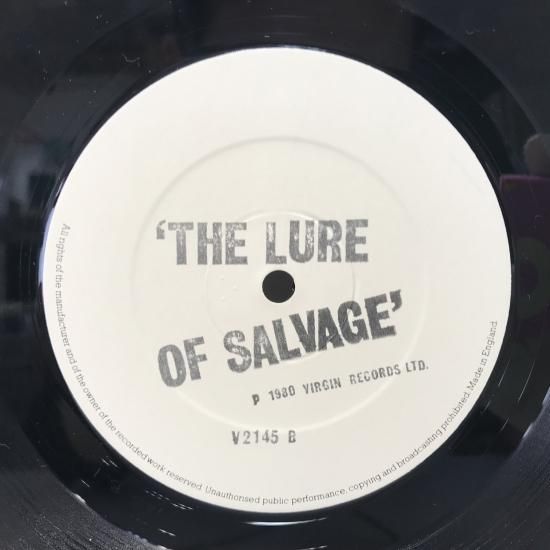 ‘THE LURE
OF SALVAGE’
P 1980 VIRGIN RECORDS LTD.
V2145 B
All rights of the manufacturer and of the owner of the recorded work reserved. Unauthorised public performance, copying and broadcasting prohibited. Made in England